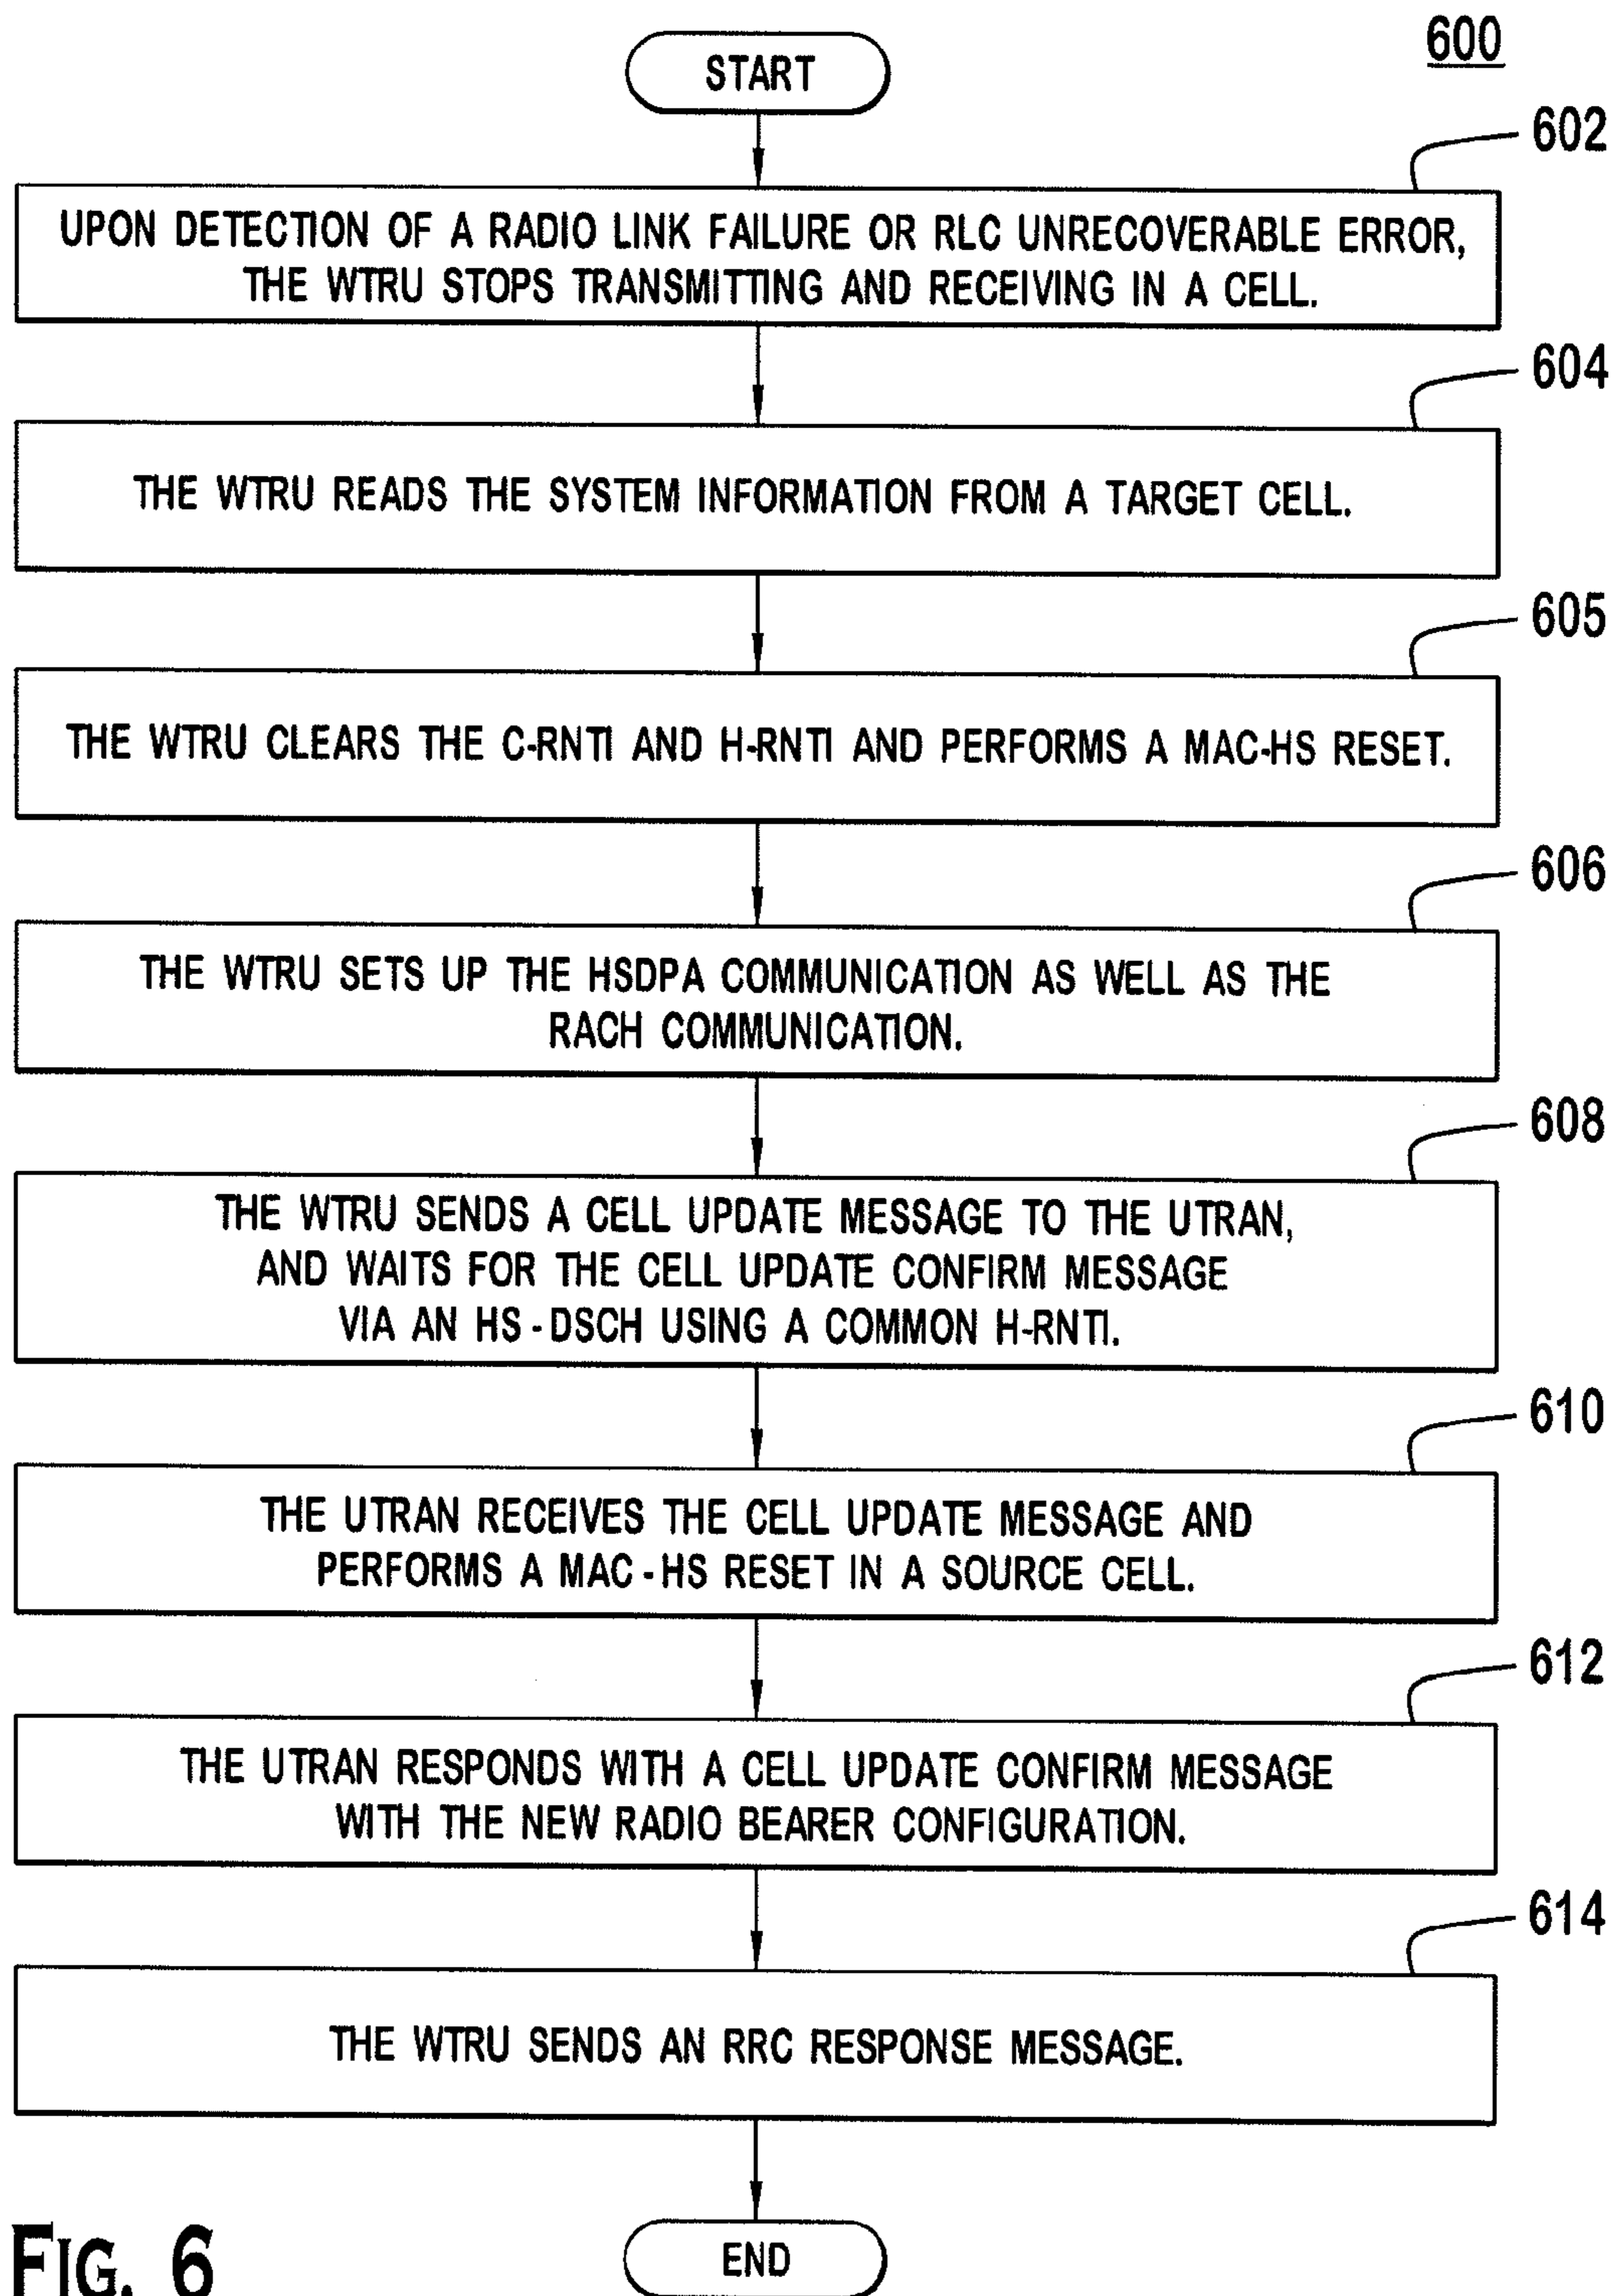 600
START
602
UPON DETECTION OF A RADIO LINK FAILURE OR RLC UNRECOVERABLE ERROR,
THE WTRU STOPS TRANSMITTING AND RECEIVING IN A CELL.
604
THE WTRU READS THE SYSTEM INFORMATION FROM A TARGET CELL.
605
THE WTRU CLEARS THE C-RNTI AND H-RNTI AND PERFORMS A MAC-HS RESET.
606
THE WTRU SETS UP THE HSDPA COMMUNICATION AS WELL AS THE
RACH COMMUNICATION.
608
THE WTRU SENDS A CELL UPDATE MESSAGE TO THE UTRAN,
AND WAITS FOR THE CELL UPDATE CONFIRM MESSAGE
VIA AN HS-DSCH USING A COMMON H-RNTI.
610
THE UTRAN RECEIVES THE CELL UPDATE MESSAGE AND
PERFORMS A MAC-HS RESET IN A SOURCE CELL.
612
THE UTRAN RESPONDS WITH A CELL UPDATE CONFIRM MESSAGE
WITH THE NEW RADIO BEARER CONFIGURATION.
614
THE WTRU SENDS AN RRC RESPONSE MESSAGE.
END
FIG. 6